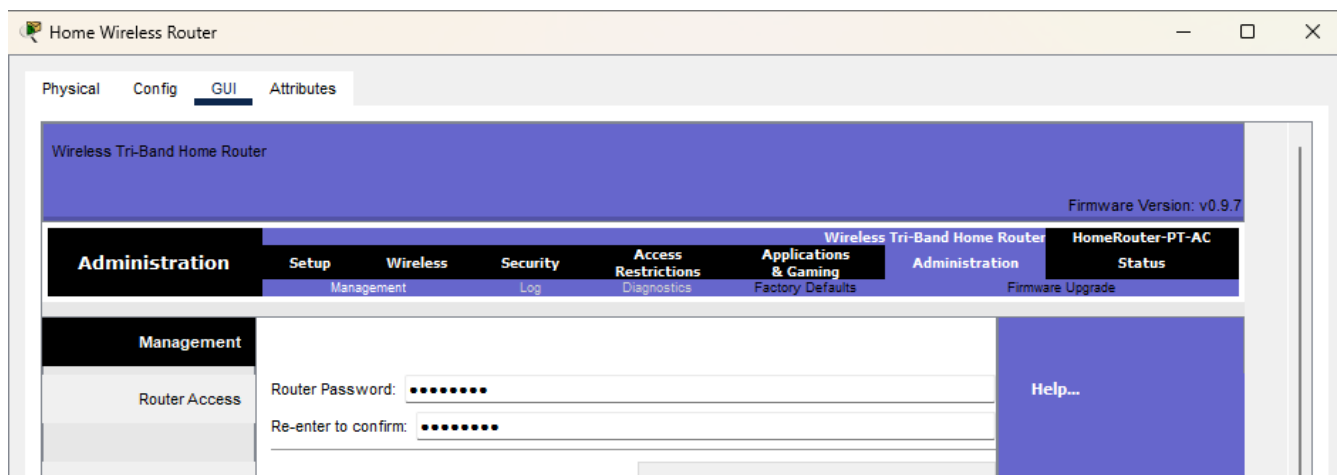 Home Wireless Router
Physical Config GUI Attributes
Wireless Tri-Band Home Router
Firmware Version: v0.9.7
Wireless Tri-Band Home Router HomeRouter-PT-AC
Administration Setup Wireless Security Access Restrictions Applications & Gaming Administration Status
Management Log Diagnostics Factory Defaults Firmware Upgrade
Management
Router Access Router Password: ●●●●●●●● Help...
Re-enter to confirm: ●●●●●●●●